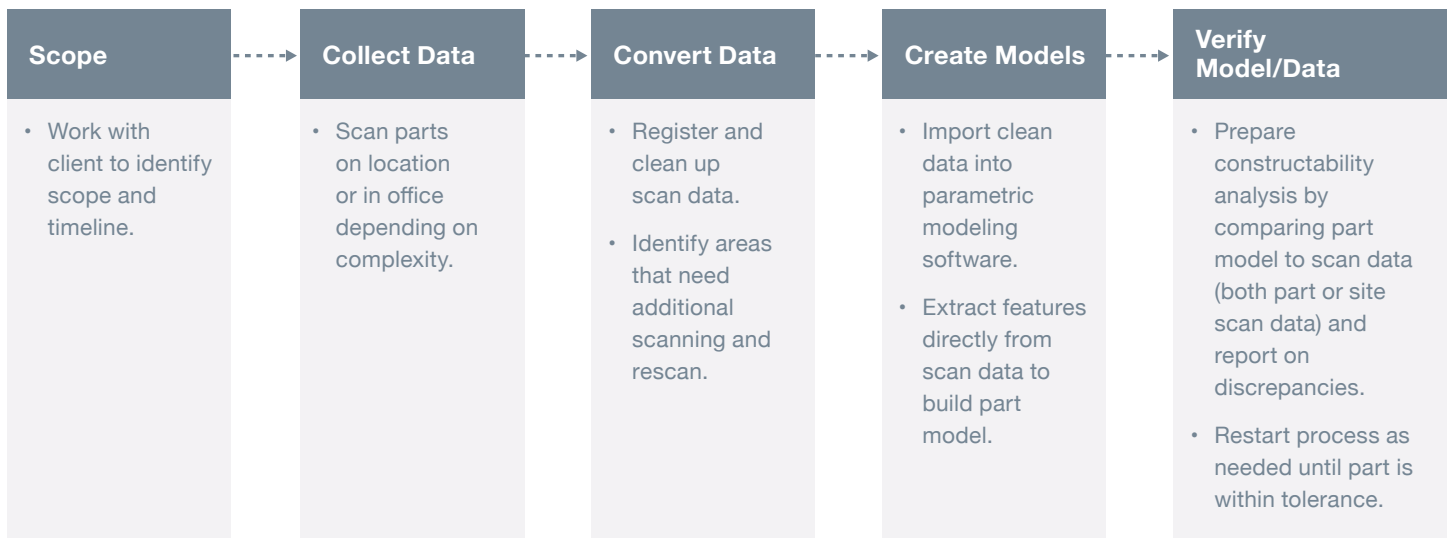 Scope
• Work with
client to identify
scope and
timeline.
Collect Data
• Scan parts
on location
or in office
depending on
complexity.
Convert Data
• Register and
clean up
scan data.
• Identify areas
that need
additional
scanning and
rescan.
Create Models
• Import clean
data into
parametric
modeling
software.
• Extract features
directly from
scan data to
build part
model.
Verify
Model/Data
• Prepare
constructability
analysis by
comparing part
model to scan data
(both part or site
scan data) and
report on
discrepancies.
• Restart process as
needed until part is
within tolerance.